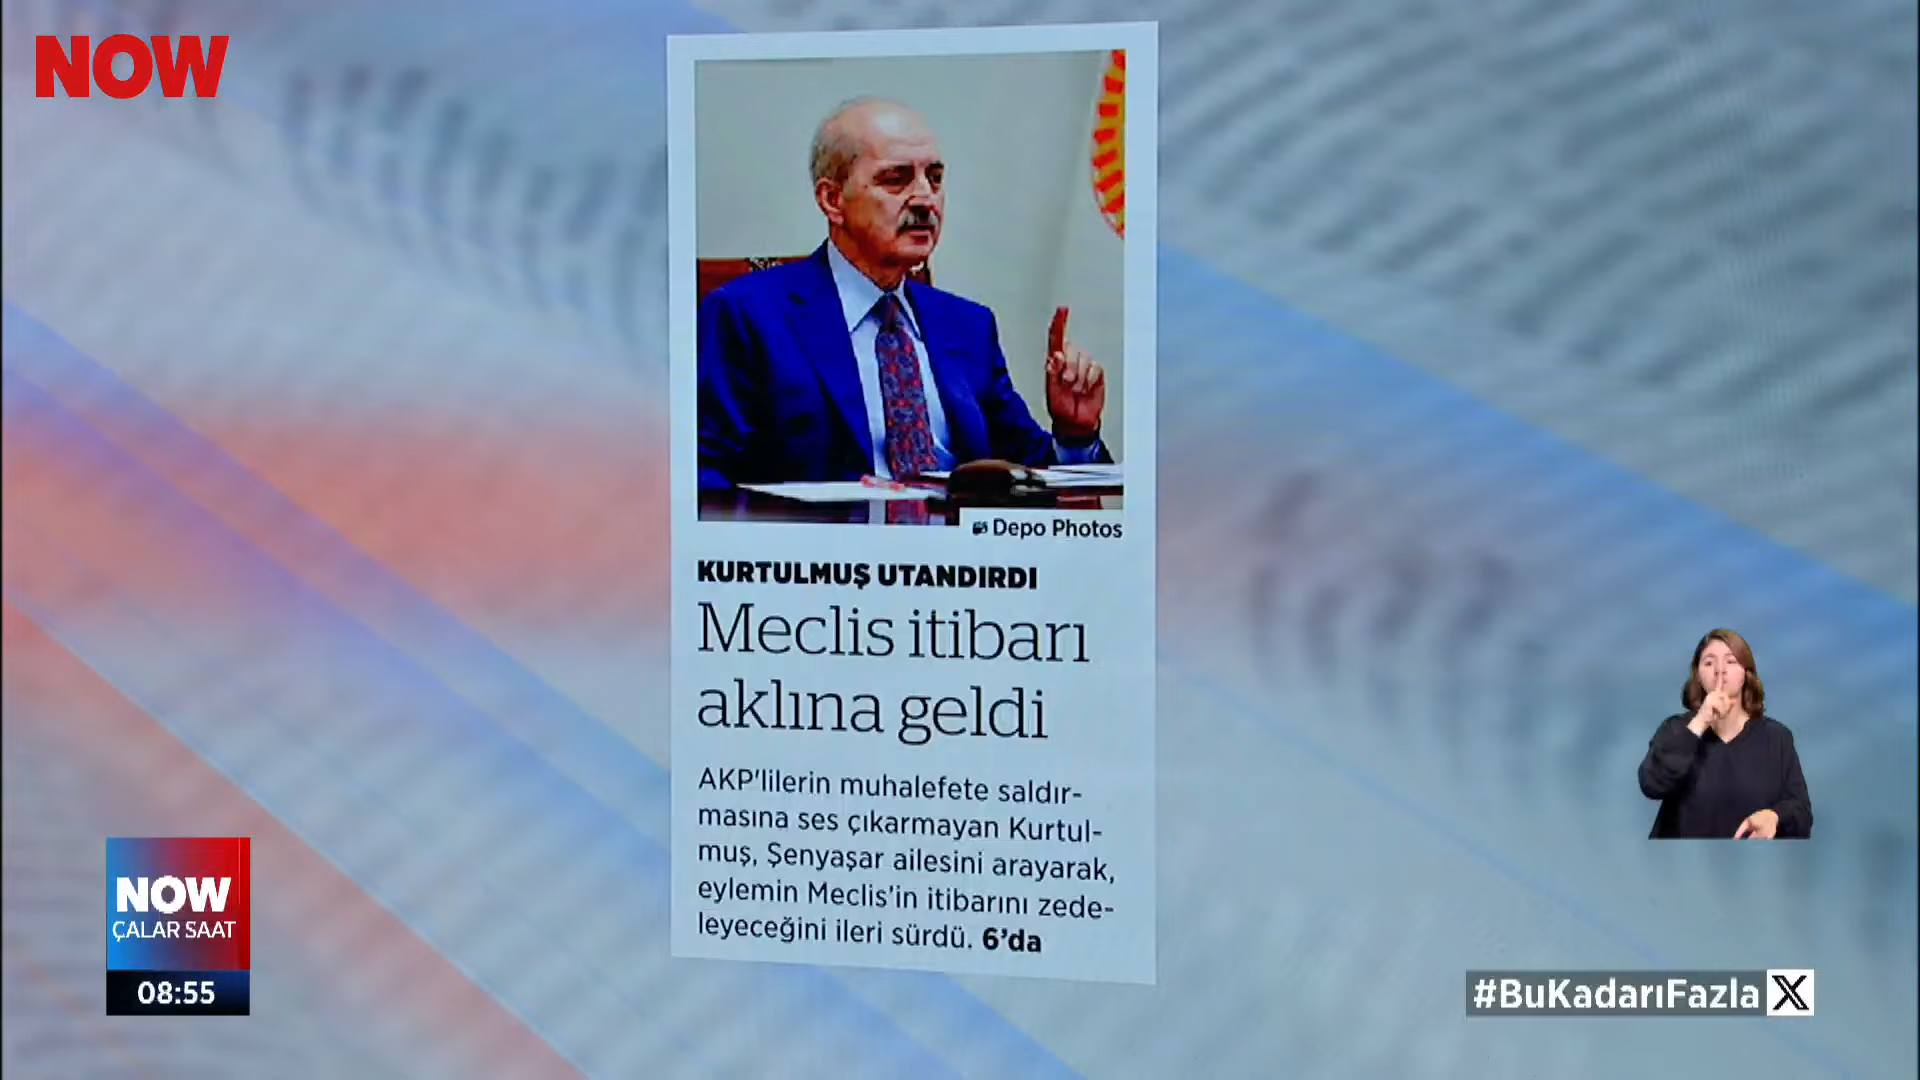 NOW
Depo Photos
KURTULMUŞ UTANDIRDI
Meclis itibarı
aklına geldi
AKP'lilerin muhalefete saldır-
masına ses çıkarmayan Kurtul-
muş, Şenyaşar ailesini arayarak,
eylemin Meclis'in itibarını zede-
leyeceğini ileri sürdü. 6'da
NOW
ÇALAR SAAT
08:55
#BuKadarıFazla X